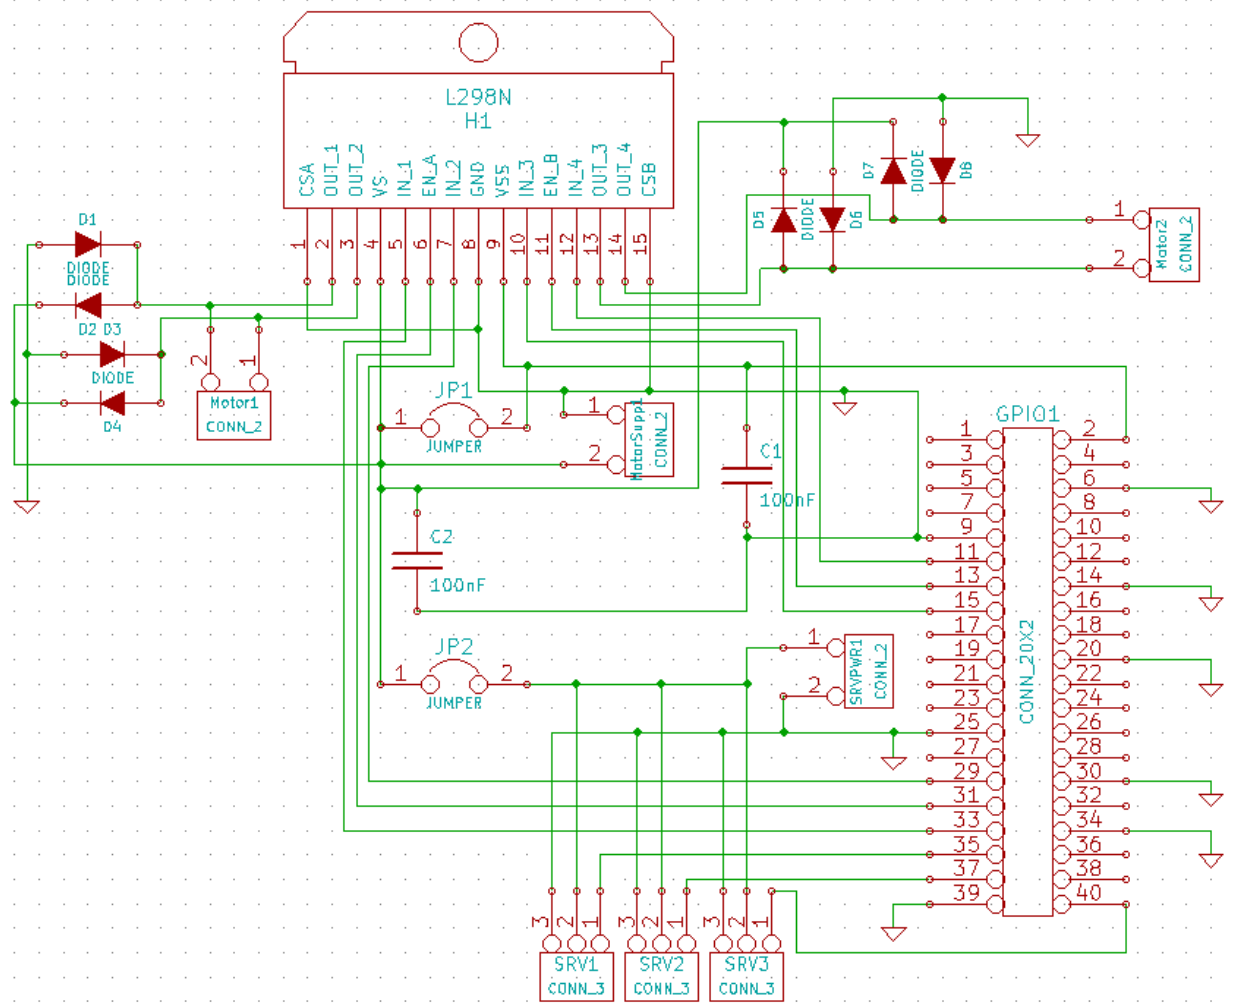 L298N
H1
CSA
OUT_1
OUT_2
VS
IN_1
EN_A
IN_2
GND
VSS
IN_3
EN_B
IN_4
OUT_3
OUT_4
CSB
1
2
3
4
5
6
7
8
9
10
11
12
13
14
15
D1
DIODE
DIODE
D2 D3
DIODE
D4
2
1
Motor1
CONN_2
D7
DIODE
D8
D5
DIODE
D6
1
2
Motor2
CONN_2
JP1
1
2
JUMPER
1
2
MotorSupp1
CONN_2
C1
100nF
C2
100nF
JP2
1
2
JUMPER
1
2
SRVPWR1
CONN_2
GPIO1
CONN_20X2
1 2
3 4
5 6
7 8
9 10
11 12
13 14
15 16
17 18
19 20
21 22
23 24
25 26
27 28
29 30
31 32
33 34
35 36
37 38
39 40
3 2 1
SRV1
CONN_3
3 2 1
SRV2
CONN_3
3 2 1
SRV3
CONN_3